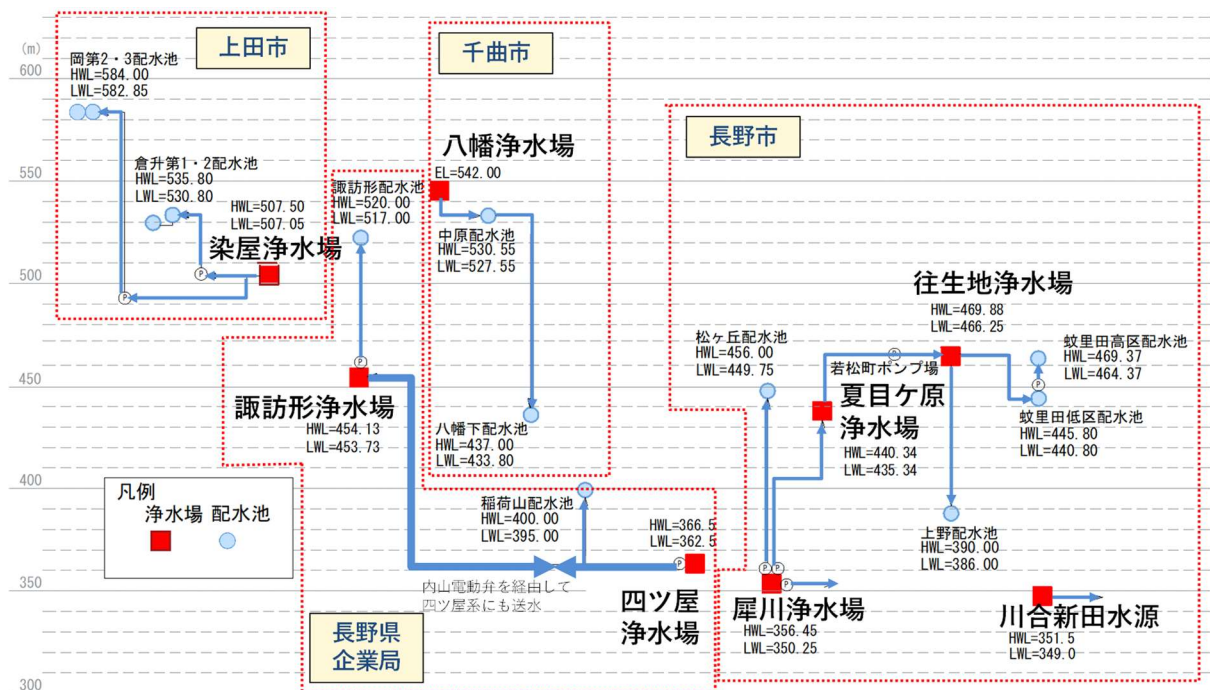 (m)
600
550
500
450
400
350
300
上田市
岡第2・3配水池
HWL=584.00
LWL=582.85
倉升第1・2配水池
HWL=535.80
LWL=530.80
HWL=507.50
LWL=507.05
染屋浄水場
P
P
諏訪形配水池
HWL=520.00
LWL=517.00
P
諏訪形浄水場
HWL=454.13
LWL=453.73
千曲市
八幡浄水場
EL=542.00
中原配水池
HWL=530.55
LWL=527.55
八幡下配水池
HWL=437.00
LWL=433.80
稲荷山配水池
HWL=400.00
LWL=395.00
内山電動弁を経由して
四ツ屋系にも送水
HWL=366.5
LWL=362.5
P
四ツ屋
浄水場
長野県
企業局
凡例
浄水場 配水池
長野市
松ヶ丘配水池
HWL=456.00
LWL=449.75
往生地浄水場
HWL=469.88
LWL=466.25
P
若松町ポンプ場
夏目ケ原
浄水場
HWL=440.34
LWL=435.34
蚊里田高区配水池
HWL=469.37
LWL=464.37
P
蚊里田低区配水池
HWL=445.80
LWL=440.80
上野配水池
HWL=390.00
LWL=386.00
P P
P
犀川浄水場
HWL=356.45
LWL=350.25
川合新田水源
HWL=351.5
LWL=349.0